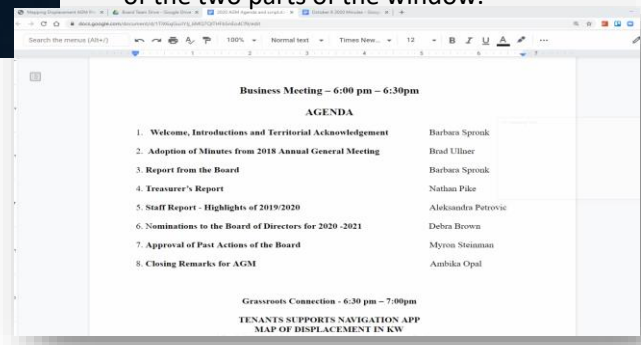 of the two parts of the window.
Search the menus (Alt+/) 100% Normal text Times New... 12 B I U A
Business Meeting – 6:00 pm – 6:30pm
AGENDA
1. Welcome, Introductions and Territorial Acknowledgement Barbara Spronk
2. Adoption of Minutes from 2018 Annual General Meeting Brad Ullner
3. Report from the Board Barbara Spronk
4. Treasurer's Report Nathan Pike
5. Staff Report - Highlights of 2019/2020 Aleksandra Petrovic
6. Nominations to the Board of Directors for 2020 -2021 Debra Brown
7. Approval of Past Actions of the Board Myron Steinman
8. Closing Remarks for AGM Ambika Opal
Grassroots Connection - 6:30 pm – 7:00pm
TENANTS SUPPORTS NAVIGATION APP
MAP OF DISPLACEMENT IN KW